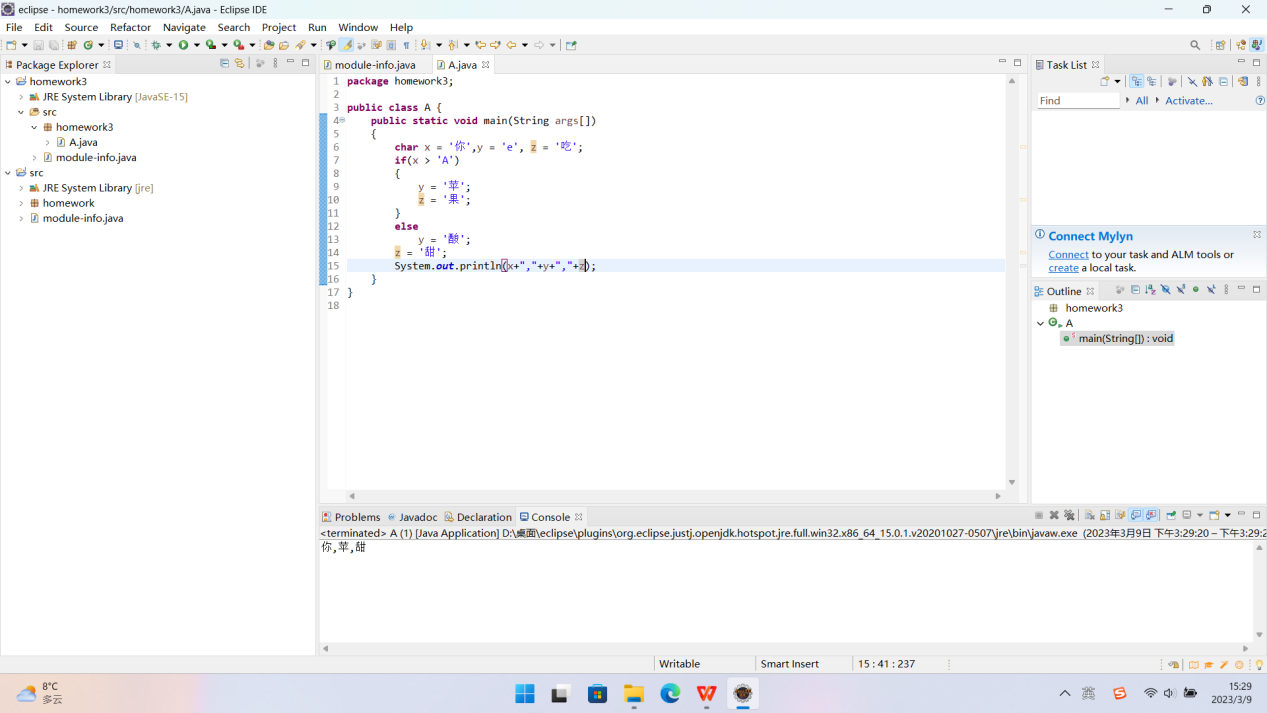 eclipse - homework3/src/homework3/A.java - Eclipse IDE
File Edit Source Refactor Navigate Search Project Run Window Help
Package Explorer
homework3
JRE System Library [JavaSE-15]
src
homework3
A.java
module-info.java
src
JRE System Library [jre]
homework
module-info.java
module-info.java A.java
1 package homework3;
2
3 public class A {
4 public static void main(String args[])
5 {
6 char x = '你',y = 'e', z = '吃';
7 if(x > 'A')
8 {
9 y = '苹';
10 z = '果';
11 }
12 else
13 y = '酸';
14 z = '甜';
15 System.out.println(x+","+y+","+z);
16 }
17 }
18
Task List
Find All Activate...
Connect Mylyn
Connect to your task and ALM tools or
create a local task.
Outline
homework3
A
main(String[]) : void
Problems Javadoc Declaration Console
<terminated> A (1) [Java Application] D:\桌面\eclipse\plugins\org.eclipse.justj.openjdk.hotspot.jre.full.win32.x86_64_15.0.1.v20201027-0507\jre\bin\javaw.exe (2023年3月9日 下午3:29:20 – 下午3:29:2
你,苹,甜
Writable Smart Insert 15 : 41 : 237
8°C
多云
英
15:29
2023/3/9